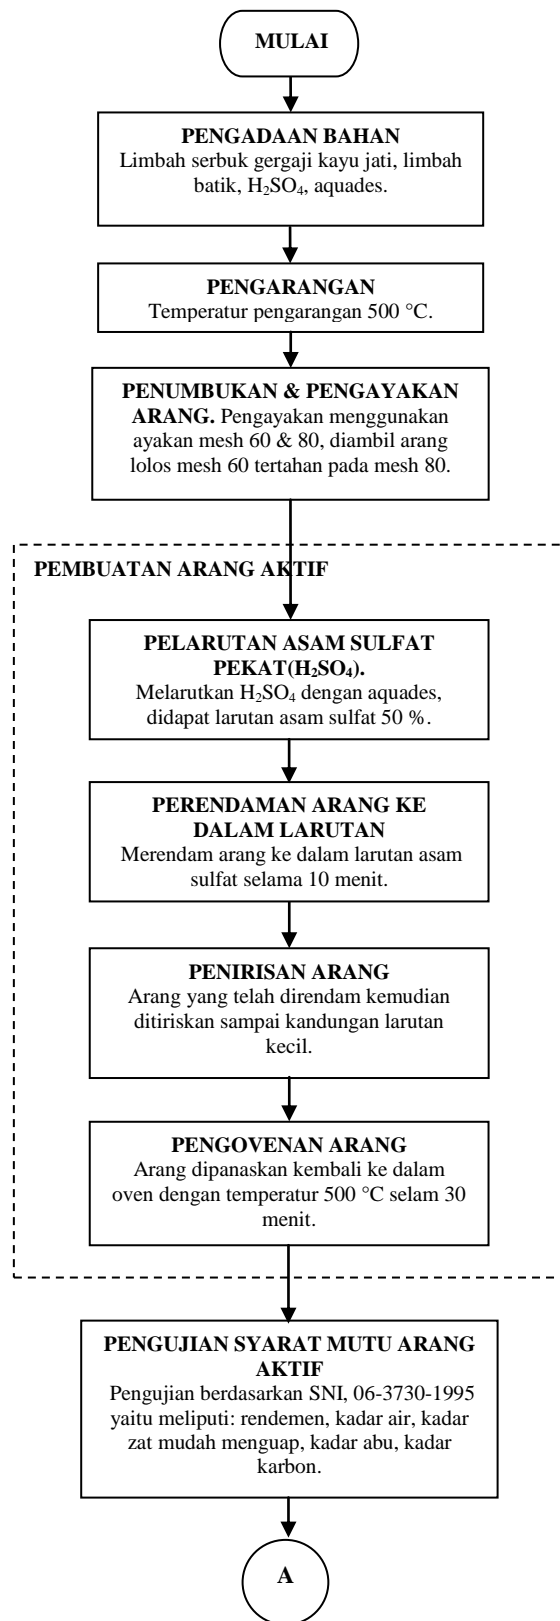 MULAI
PENGADAAN BAHAN
Limbah serbuk gergaji kayu jati, limbah
batik, H₂SO₄, aquades.
PENGARANGAN
Temperatur pengarangan 500 °C.
PENUMBUKAN & PENGAYAKAN
ARANG. Pengayakan menggunakan
ayakan mesh 60 & 80, diambil arang
lolos mesh 60 tertahan pada mesh 80.
PEMBUATAN ARANG AKTIF
PELARUTAN ASAM SULFAT
PEKAT(H₂SO₄).
Melarutkan H₂SO₄ dengan aquades,
didapat larutan asam sulfat 50 %.
PERENDAMAN ARANG KE
DALAM LARUTAN
Merendam arang ke dalam larutan asam
sulfat selama 10 menit.
PENIRISAN ARANG
Arang yang telah direndam kemudian
ditiriskan sampai kandungan larutan
kecil.
PENGOVENAN ARANG
Arang dipanaskan kembali ke dalam
oven dengan temperatur 500 °C selam 30
menit.
PENGUJIAN SYARAT MUTU ARANG
AKTIF
Pengujian berdasarkan SNI, 06-3730-1995
yaitu meliputi: rendemen, kadar air, kadar
zat mudah menguap, kadar abu, kadar
karbon.
A